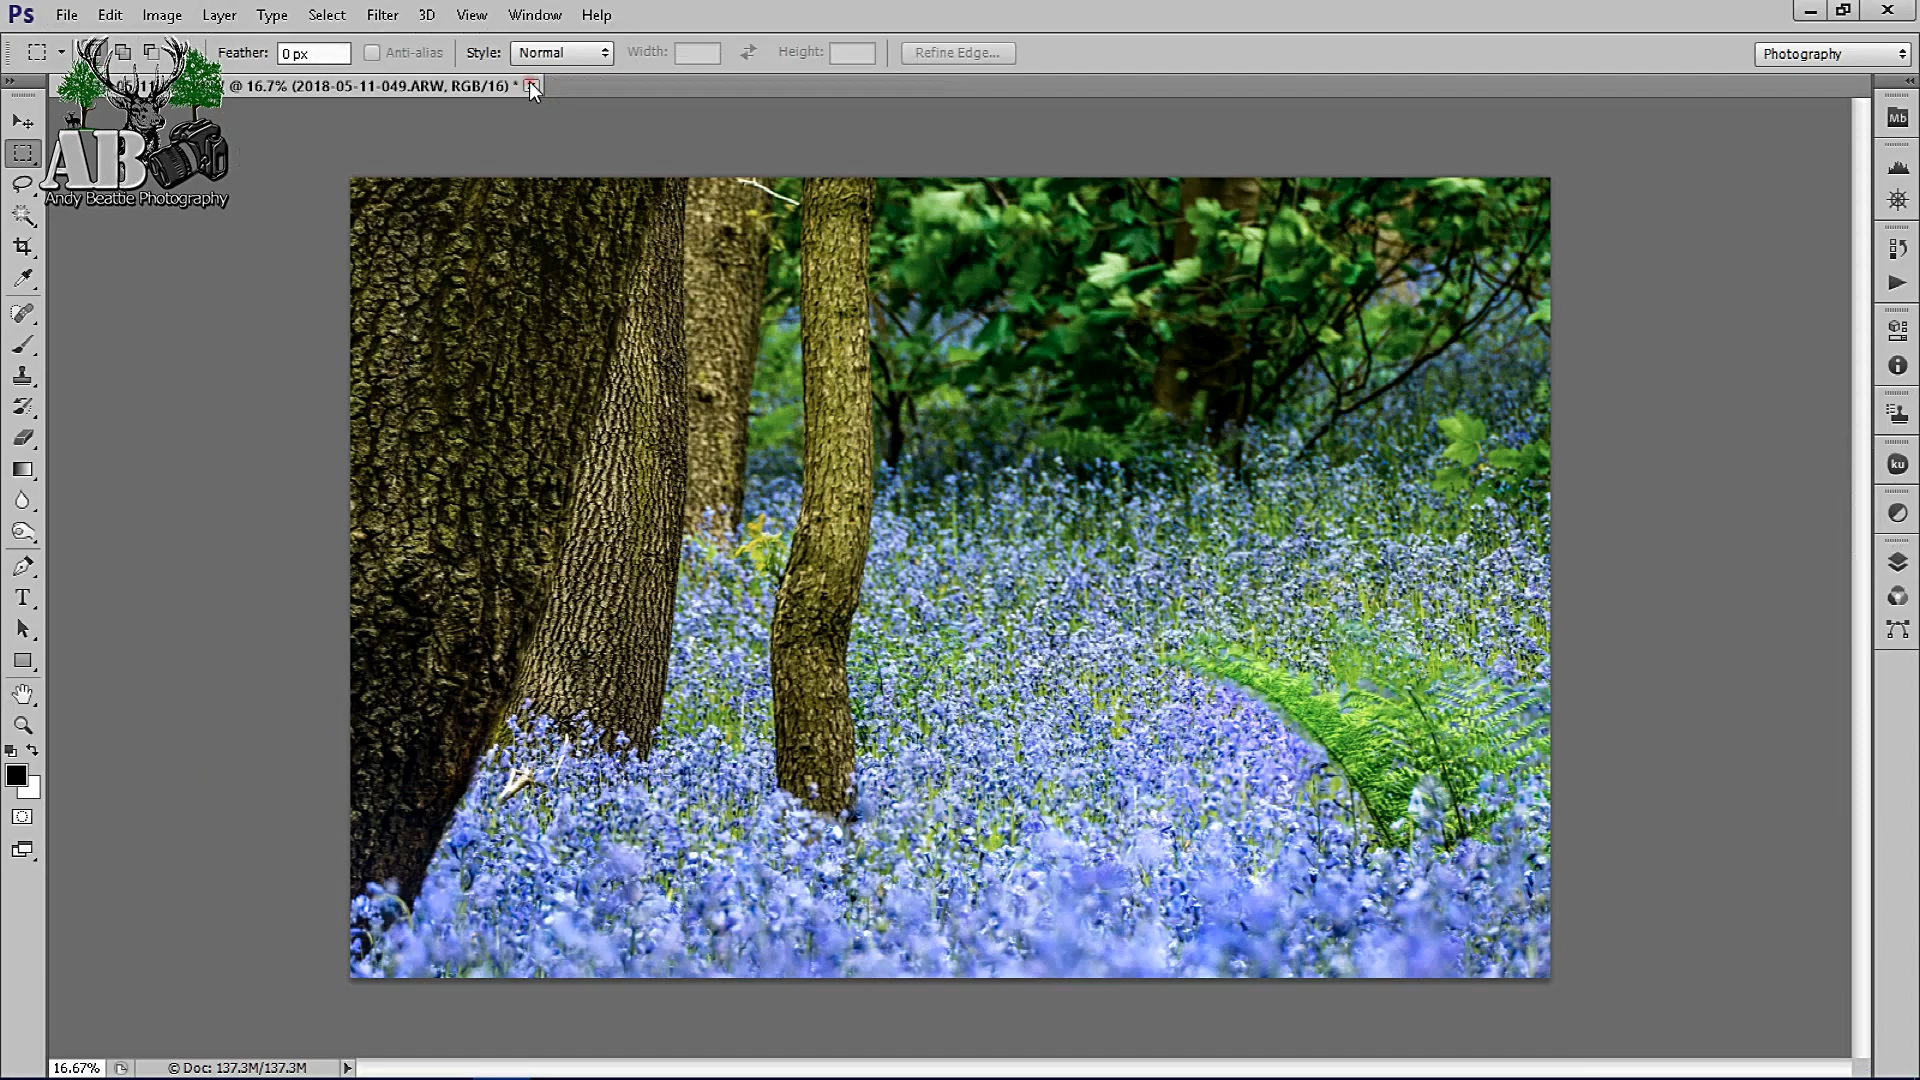 Ps File Edit Image Layer Type Select Filter 3D View Window Help
Feather: 0 px Anti-alias Style: Normal Width: Height: Refine Edge... Photography
@ 16.7% (2018-05-11-049.ARW, RGB/16) *
Mb
AB
Andy Beattie Photography
ku
T
16.67% © Doc: 137.3M/137.3M